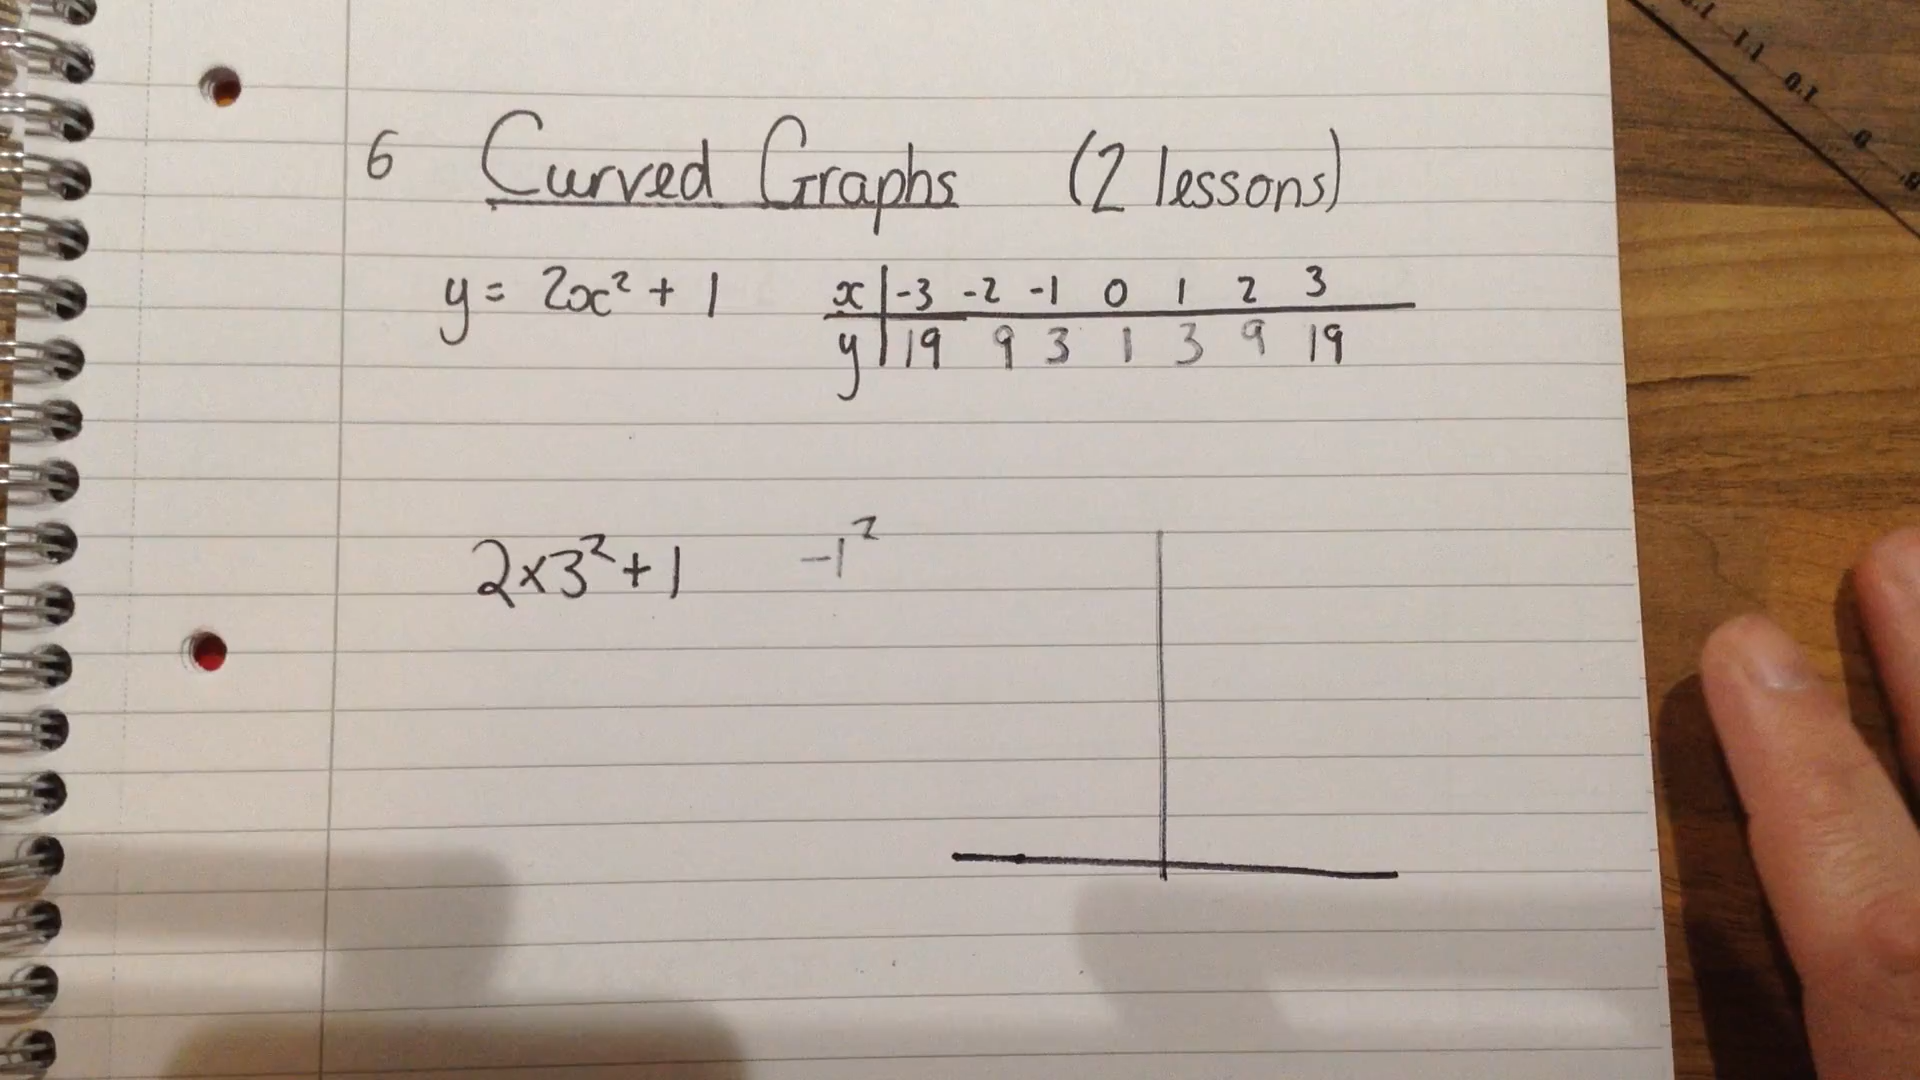 6 Curved Graphs (2 lessons)
y = 2x² + 1
x | -3 -2 -1 0 1 2 3
y | 19 9 3 1 3 9 19
2×3²+1 -1²